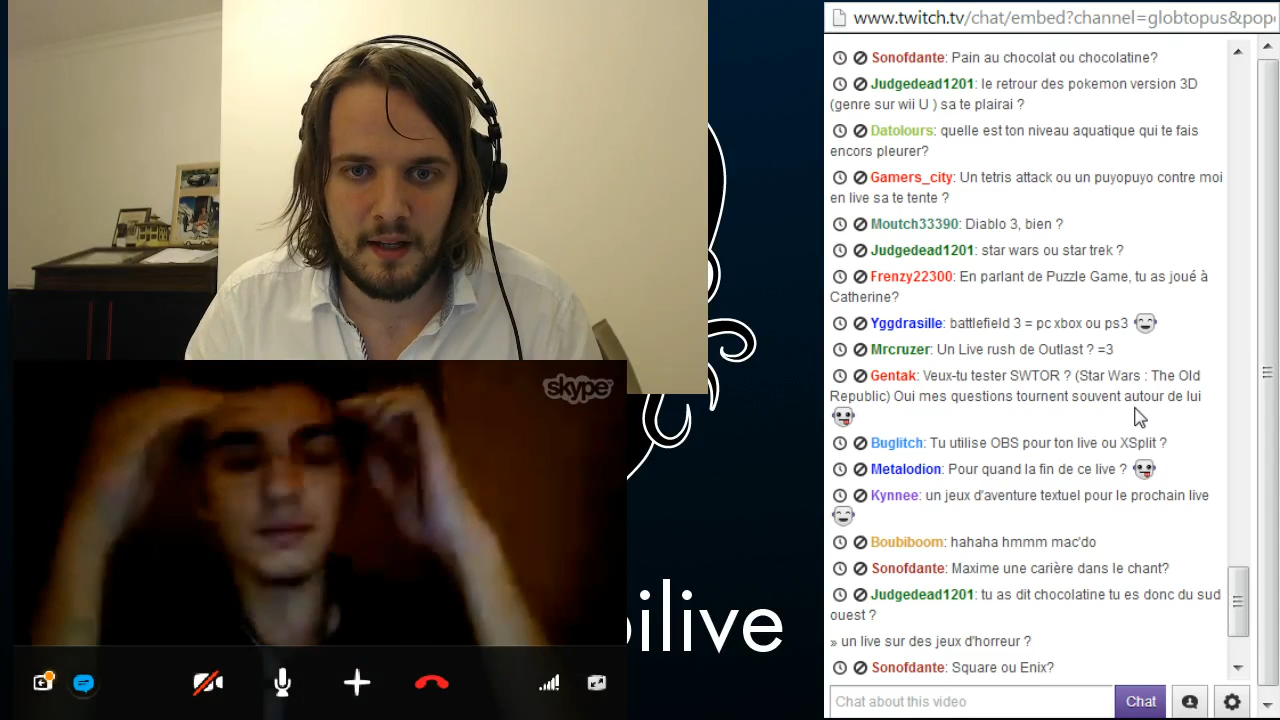 www.twitch.tv/chat/embed?channel=globtopus&pop
Sonofdante: Pain au chocolat ou chocolatine?
Judgedead1201: le retrour des pokemon version 3D
(genre sur wii U ) sa te plairai ?
Datolours: quelle est ton niveau aquatique qui te fais
encors pleurer?
Gamers_city: Un tetris attack ou un puyopuyo contre moi
en live sa te tente ?
Moutch33390: Diablo 3, bien ?
Judgedead1201: star wars ou star trek ?
Frenzy22300: En parlant de Puzzle Game, tu as joué à
Catherine?
Yggdrasille: battlefield 3 = pc xbox ou ps3
Mrcruzer: Un Live rush de Outlast ? =3
Gentak: Veux-tu tester SWTOR ? (Star Wars : The Old
Republic) Oui mes questions tournent souvent autour de lui
Buglitch: Tu utilise OBS pour ton live ou XSplit ?
Metalodion: Pour quand la fin de ce live ?
Kynnee: un jeux d'aventure textuel pour le prochain live
Boubiboom: hahaha hmmm mac'do
Sonofdante: Maxime une carière dans le chant?
Judgedead1201: tu as dit chocolatine tu es donc du sud
ouest ?
» un live sur des jeux d'horreur ?
Sonofdante: Square ou Enix?
Chat about this video
Chat
skype
ilive